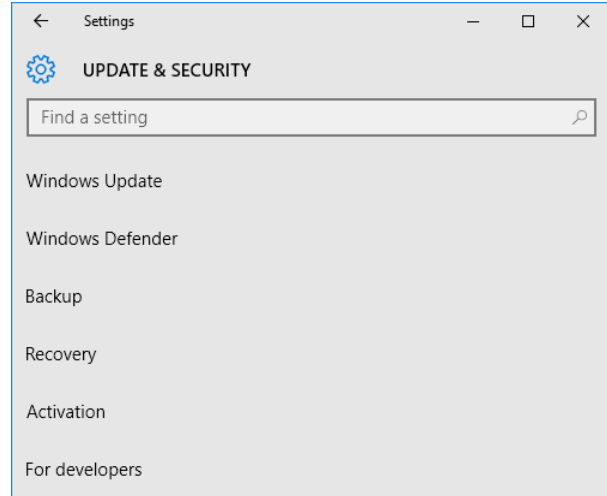 Settings
UPDATE & SECURITY
Find a setting
Windows Update
Windows Defender
Backup
Recovery
Activation
For developers